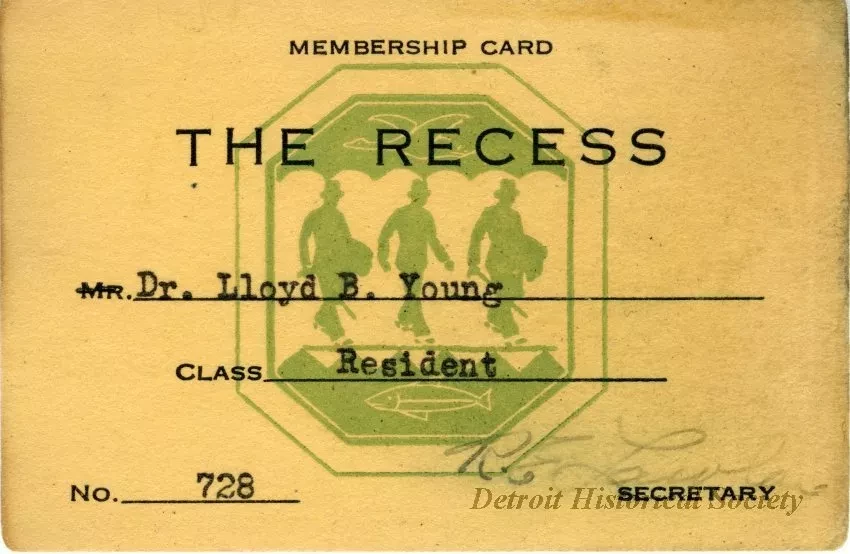 MEMBERSHIP CARD
THE RECESS
MR. Dr. Lloyd B. Young
CLASS Resident
No. 728
SECRETARY
Detroit Historical Society